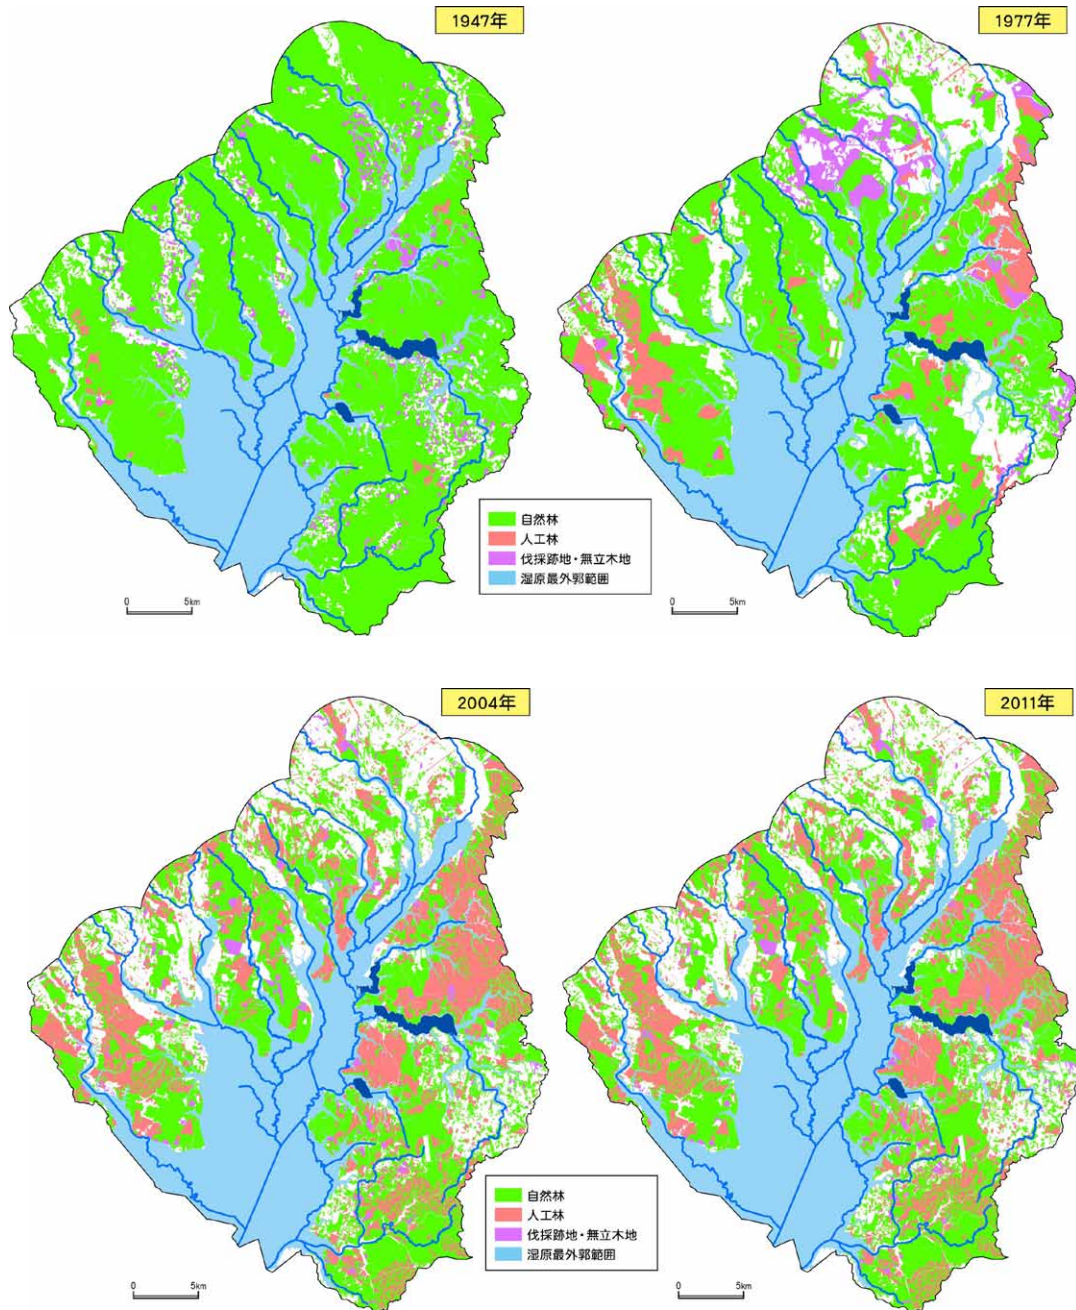 1947年
1977年
自然林
人工林
伐採跡地・無立木地
湿原最外郭範囲
0 5km
0 5km
2004年
2011年
自然林
人工林
伐採跡地・無立木地
湿原最外郭範囲
0 5km
0 5km